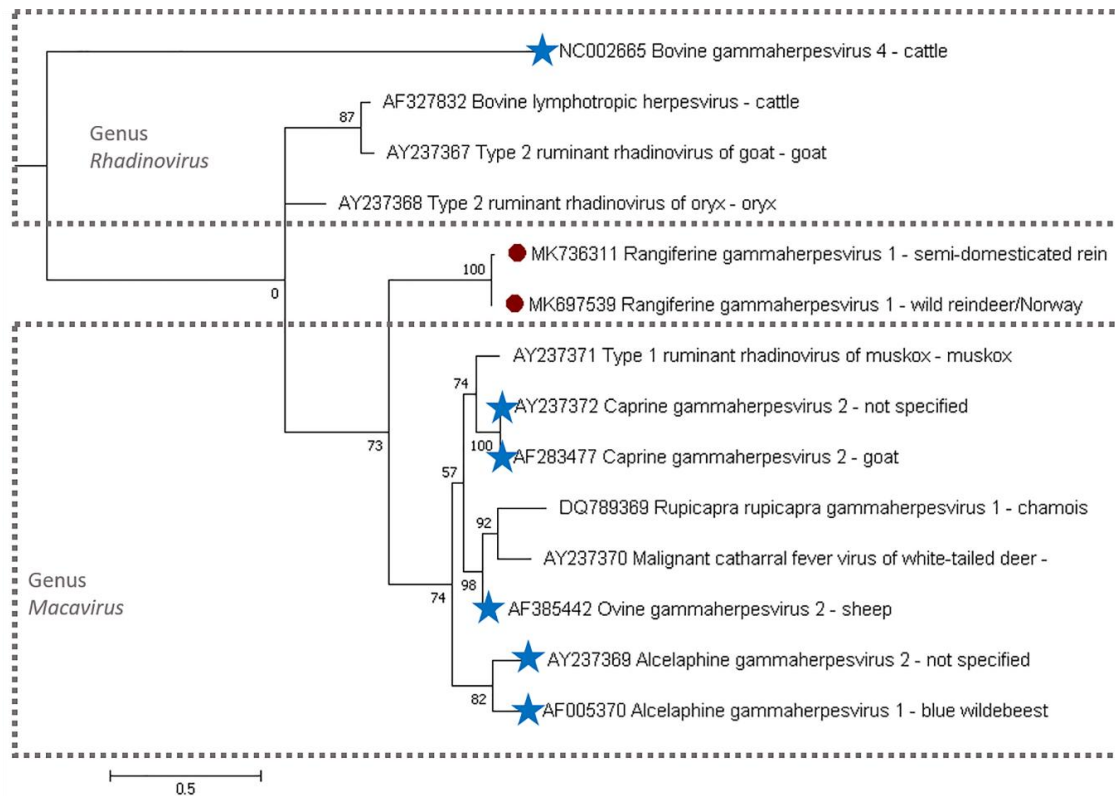 NC002665 Bovine gammaherpesvirus 4 - cattle
AF327832 Bovine lymphotropic herpesvirus - cattle
87
Genus
Rhadinovirus
AY237367 Type 2 ruminant rhadinovirus of goat - goat
AY237368 Type 2 ruminant rhadinovirus of oryx - oryx
MK736311 Rangiferine gammaherpesvirus 1 - semi-domesticated rein
100
0
MK697539 Rangiferine gammaherpesvirus 1 - wild reindeer/Norway
AY237371 Type 1 ruminant rhadinovirus of muskox - muskox
74
AY237372 Caprine gammaherpesvirus 2 - not specified
73
100
AF283477 Caprine gammaherpesvirus 2 - goat
57
DQ789369 Rupicapra rupicapra gammaherpesvirus 1 - chamois
92
AY237370 Malignant catharral fever virus of white-tailed deer -
Genus
Macavirus
98
74
AF385442 Ovine gammaherpesvirus 2 - sheep
AY237369 Alcelaphine gammaherpesvirus 2 - not specified
82
AF005370 Alcelaphine gammaherpesvirus 1 - blue wildebeest
0.5